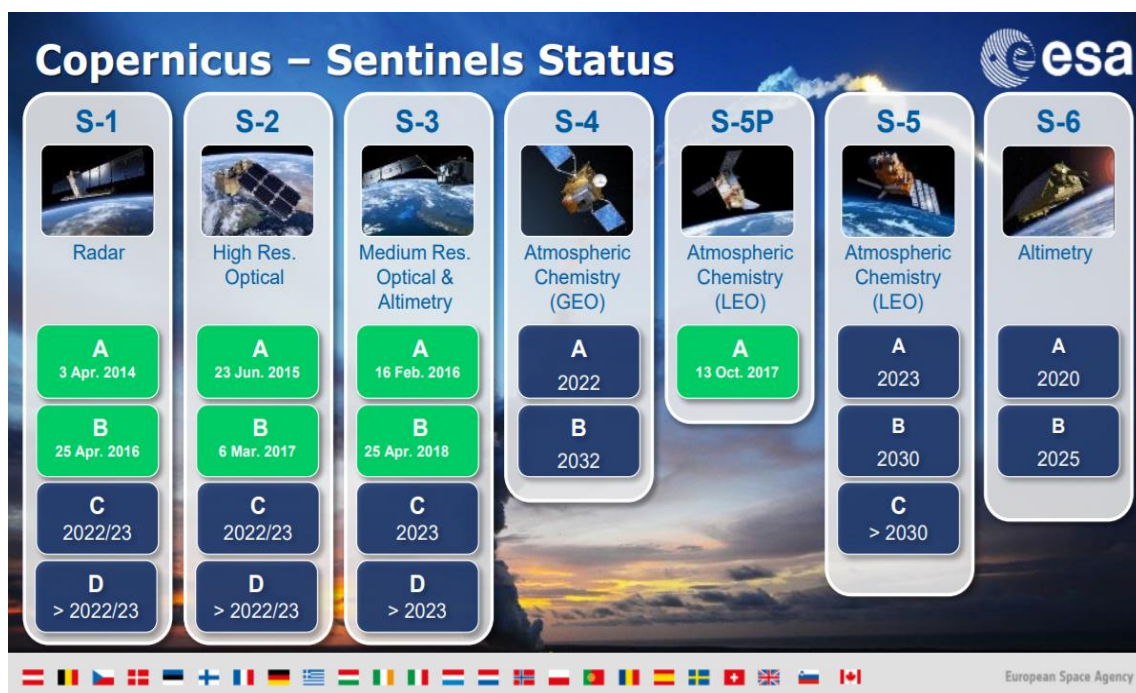 Copernicus – Sentinels Status
esa
S-1
Radar
A
3 Apr. 2014
B
25 Apr. 2016
C
2022/23
D
> 2022/23
S-2
High Res.
Optical
A
23 Jun. 2015
B
6 Mar. 2017
C
2022/23
D
> 2022/23
S-3
Medium Res.
Optical &
Altimetry
A
16 Feb. 2016
B
25 Apr. 2018
C
2023
D
> 2023
S-4
Atmospheric
Chemistry
(GEO)
A
2022
B
2032
S-5P
Atmospheric
Chemistry
(LEO)
A
13 Oct. 2017
S-5
Atmospheric
Chemistry
(LEO)
A
2023
B
2030
C
> 2030
S-6
Altimetry
A
2020
B
2025
European Space Agency